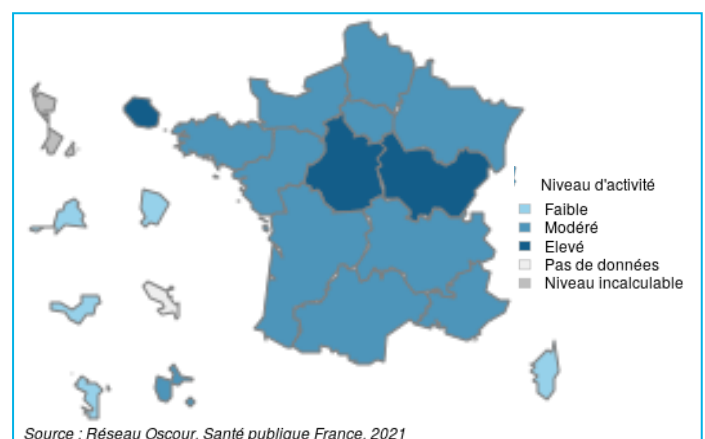 Niveau d'activité
Faible
Modéré
Elevé
Pas de données
Niveau incalculable
Source : Réseau Oscour, Santé publique France, 2021